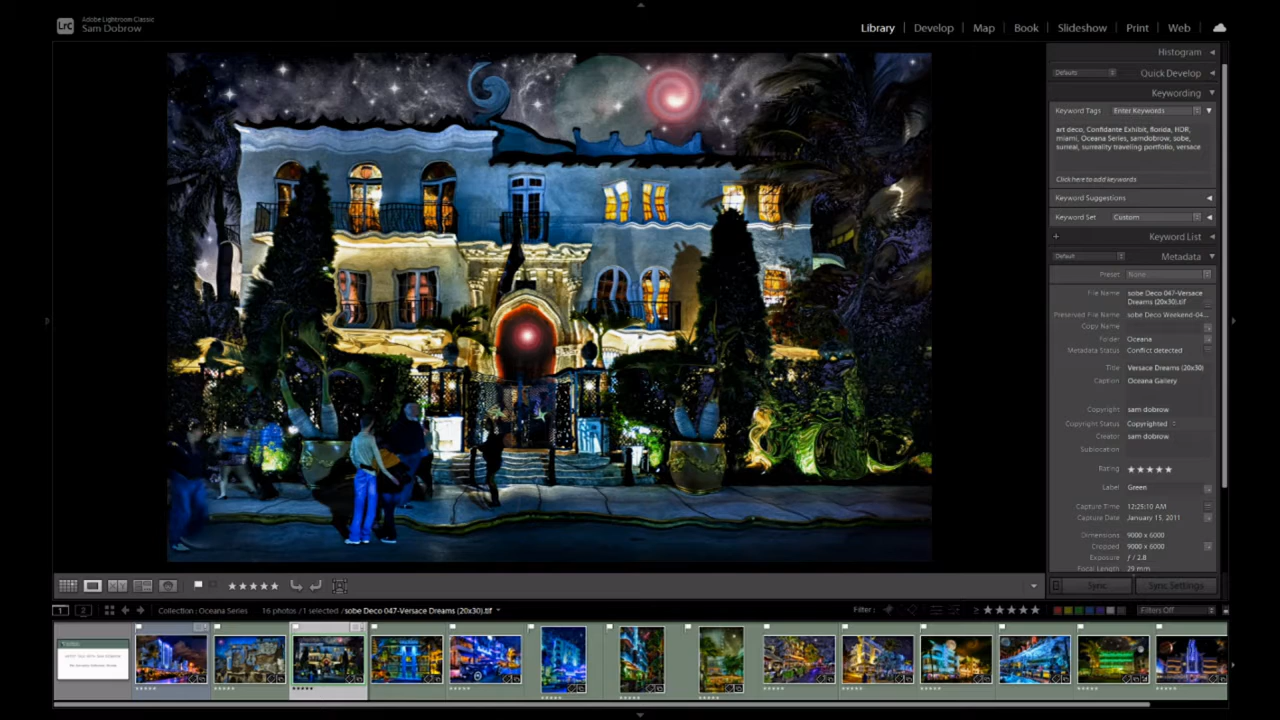 Lrc
Adobe Lightroom Classic
Sam Dobrow
Library
Develop
Map
Book
Slideshow
Print
Web
Histogram
Defaults
Quick Develop
Keywording
Keyword Tags
Enter Keywords
art deco, Confidante Exhibit, florida, HDR,
miami, Oceana Series, samdobrow, sobe,
surreal, surreality traveling portfolio, versace
Click here to add keywords
Keyword Suggestions
Keyword Set
Custom
Keyword List
Default
Metadata
Preset
None
File Name
sobe Deco 047-Versace
Dreams (20x30).tif
Preserved File Name
sobe Deco Weekend-04...
Copy Name
Folder
Oceana
Metadata Status
Conflict detected
Title
Versace Dreams (20x30)
Caption
Oceana Gallery
Copyright
sam dobrow
Copyright Status
Copyrighted
Creator
sam dobrow
Sublocation
Rating
★★★★★
Label
Green
Capture Time
12:25:10 AM
Capture Date
January 15, 2011
Dimensions
9000 x 6000
Cropped
9000 x 6000
Exposure
ƒ / 2.8
Focal Length
29 mm
Sync
Sync Settings
1
2
Collection : Oceana Series
16 photos / 1 selected / sobe Deco 047-Versace Dreams (20x30).tif
Filter :
Filters Off